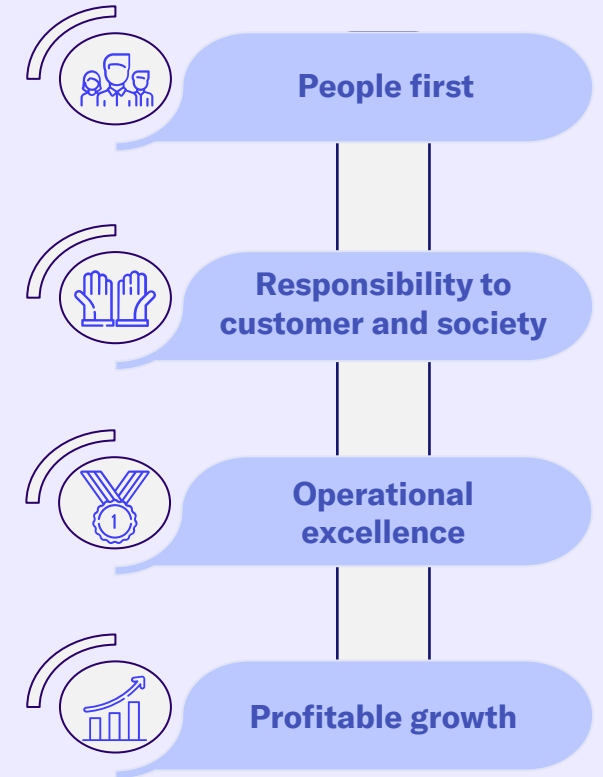 People first
Responsibility to
customer and society
1
Operational
excellence
Profitable growth